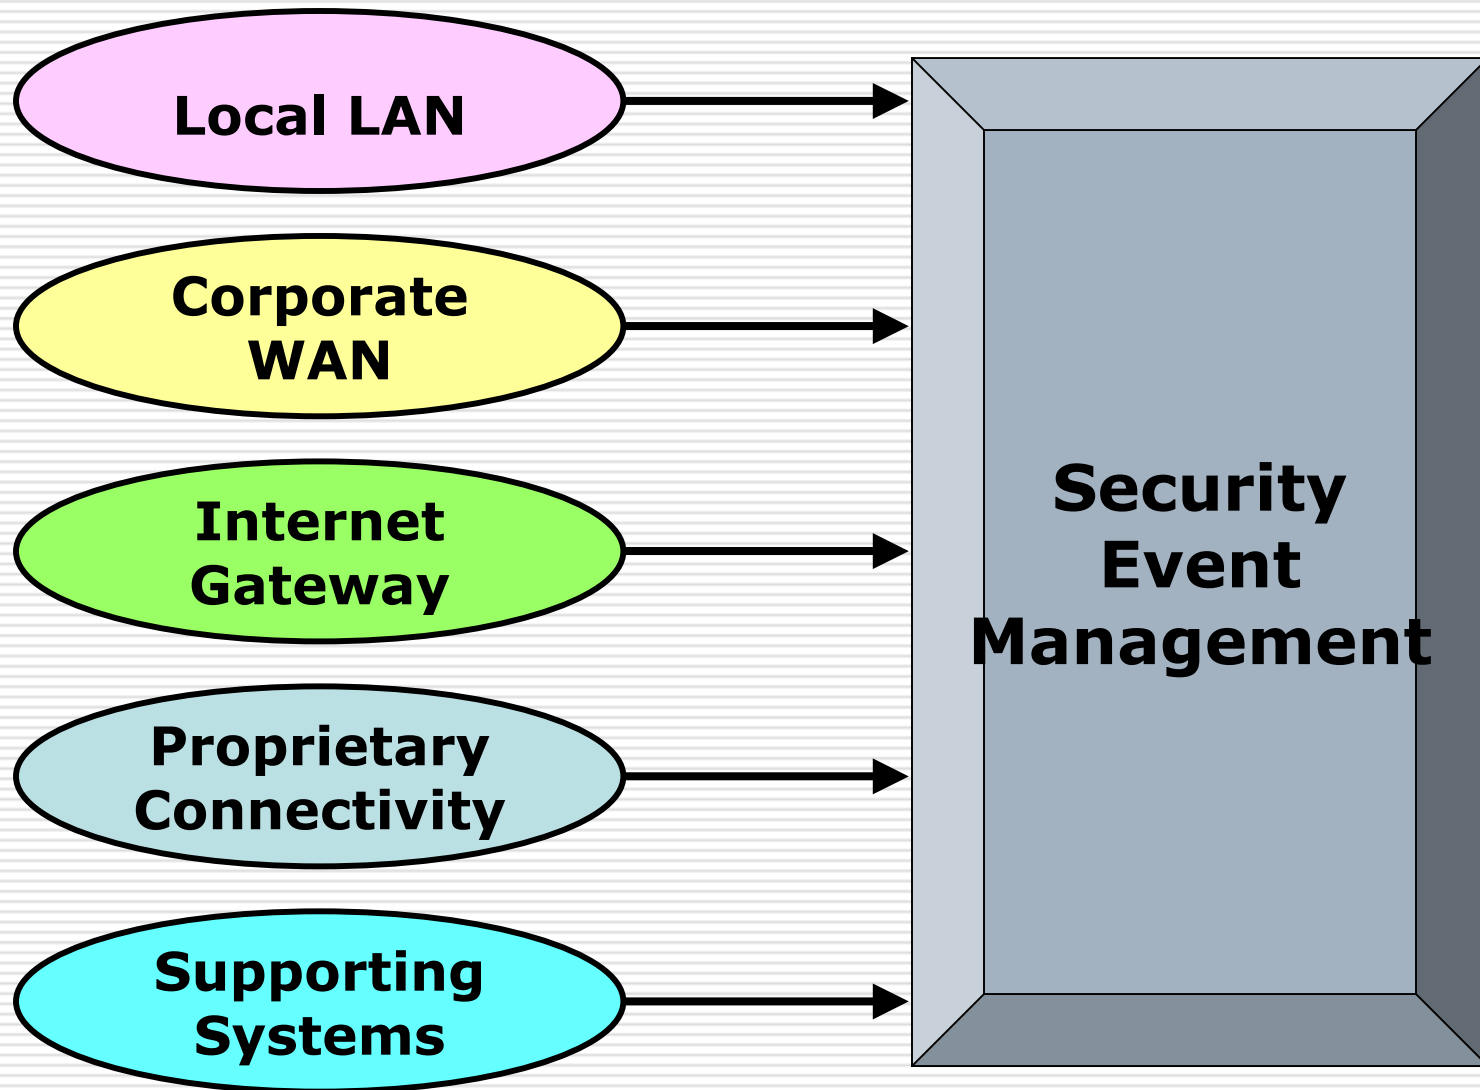 Local LAN
Corporate
WAN
Internet
Gateway
Proprietary
Connectivity
Supporting
Systems
Security
Event
Management